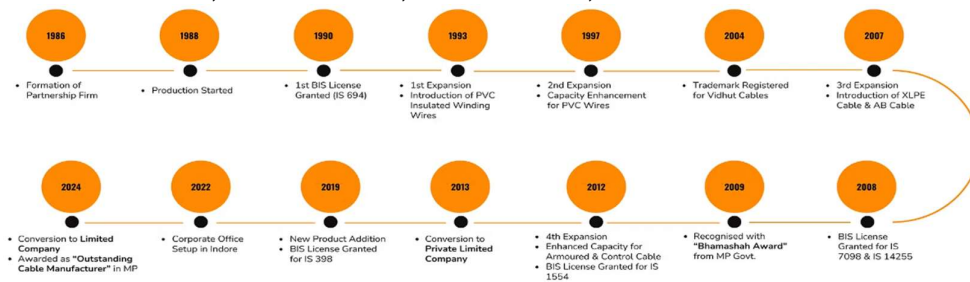 1986
1988
1990
1993
1997
2004
2007
• Formation of
Partnership Firm
• Production Started
• 1st BIS License
Granted (IS 694)
• 1st Expansion
• Introduction of PVC
Insulated Winding
Wires
• 2nd Expansion
• Capacity Enhancement
for PVC Wires
• Trademark Registered
for Vidhut Cables
• 3rd Expansion
• Introduction of XLPE
Cable & AB Cable
2024
2022
2019
2013
2012
2009
2008
• Conversion to Limited
Company
• Awarded as “Outstanding
Cable Manufacturer” in MP
• Corporate Office
Setup in Indore
• New Product Addition
• BIS License Granted
for IS 398
• Conversion to
Private Limited
Company
• 4th Expansion
• Enhanced Capacity for
Armoured & Control Cable
• BIS License Granted for IS
1554
• Recognised with
“Bhamashah Award”
from MP Govt.
• BIS License
Granted for IS
7098 & IS 14255